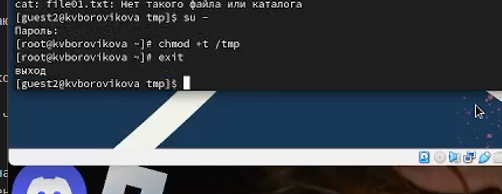 cat: file01.txt: Нет такого файла или каталога
[guest2@kvborovikova tmp]$ su -
Пароль:
[root@kvborovikova ~]# chmod +t /tmp
[root@kvborovikova ~]# exit
выход
[guest2@kvborovikova tmp]$